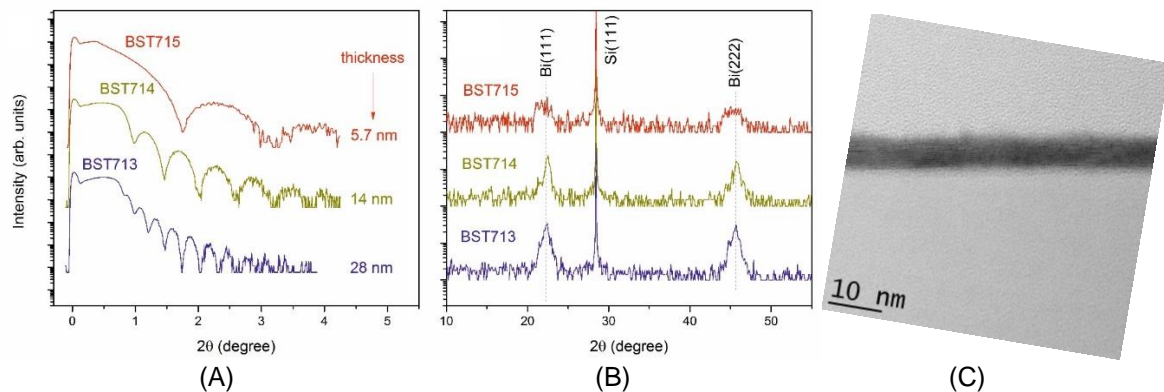 Intensity (arb. units)
BST715
BST714
BST713
thickness
5.7 nm
14 nm
28 nm
0 1 2 3 4 5
2θ (degree)
(A)
Bi(111)
Si(111)
Bi(222)
BST715
BST714
BST713
10 20 30 40 50
2θ (degree)
(B)
10 nm
(C)